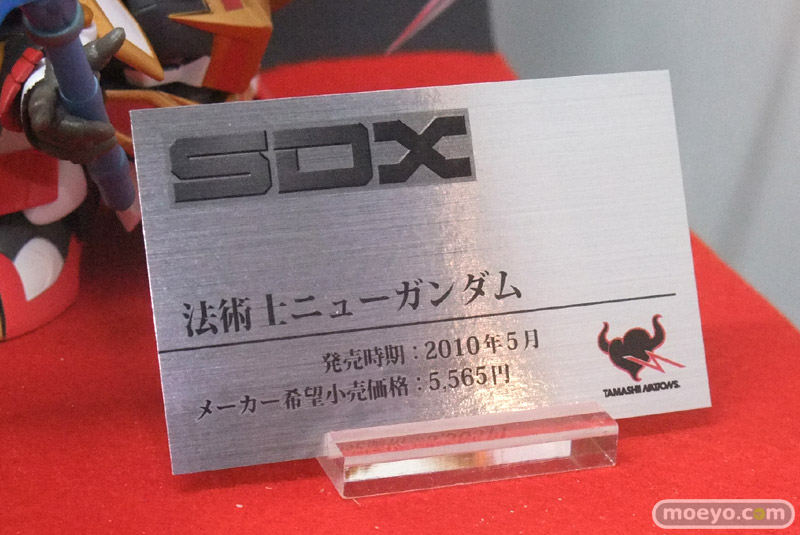 SDX
法術士ニューガンダム
発売時期：2010年5月
メーカー希望小売価格：5,565円
TAMASHII NATIONS.
moeyo.com